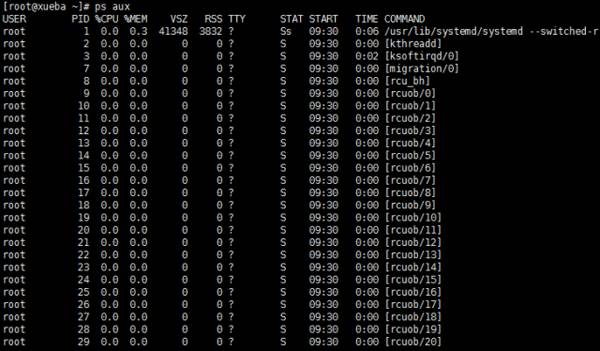 [root@xueba ~]# ps aux
USER PID %CPU %MEM VSZ RSS TTY STAT START TIME COMMAND
root 1 0.0 0.3 41348 3832 ? Ss 09:30 0:06 /usr/lib/systemd/systemd --switched-r
root 2 0.0 0.0 0 0 ? S 09:30 0:00 [kthreadd]
root 3 0.0 0.0 0 0 ? S 09:30 0:02 [ksoftirqd/0]
root 7 0.0 0.0 0 0 ? S 09:30 0:00 [migration/0]
root 8 0.0 0.0 0 0 ? S 09:30 0:00 [rcu_bh]
root 9 0.0 0.0 0 0 ? S 09:30 0:00 [rcuob/0]
root 10 0.0 0.0 0 0 ? S 09:30 0:00 [rcuob/1]
root 11 0.0 0.0 0 0 ? S 09:30 0:00 [rcuob/2]
root 12 0.0 0.0 0 0 ? S 09:30 0:00 [rcuob/3]
root 13 0.0 0.0 0 0 ? S 09:30 0:00 [rcuob/4]
root 14 0.0 0.0 0 0 ? S 09:30 0:00 [rcuob/5]
root 15 0.0 0.0 0 0 ? S 09:30 0:00 [rcuob/6]
root 16 0.0 0.0 0 0 ? S 09:30 0:00 [rcuob/7]
root 17 0.0 0.0 0 0 ? S 09:30 0:00 [rcuob/8]
root 18 0.0 0.0 0 0 ? S 09:30 0:00 [rcuob/9]
root 19 0.0 0.0 0 0 ? S 09:30 0:00 [rcuob/10]
root 20 0.0 0.0 0 0 ? S 09:30 0:00 [rcuob/11]
root 21 0.0 0.0 0 0 ? S 09:30 0:00 [rcuob/12]
root 22 0.0 0.0 0 0 ? S 09:30 0:00 [rcuob/13]
root 23 0.0 0.0 0 0 ? S 09:30 0:00 [rcuob/14]
root 24 0.0 0.0 0 0 ? S 09:30 0:00 [rcuob/15]
root 25 0.0 0.0 0 0 ? S 09:30 0:00 [rcuob/16]
root 26 0.0 0.0 0 0 ? S 09:30 0:00 [rcuob/17]
root 27 0.0 0.0 0 0 ? S 09:30 0:00 [rcuob/18]
root 28 0.0 0.0 0 0 ? S 09:30 0:00 [rcuob/19]
root 29 0.0 0.0 0 0 ? S 09:30 0:00 [rcuob/20]